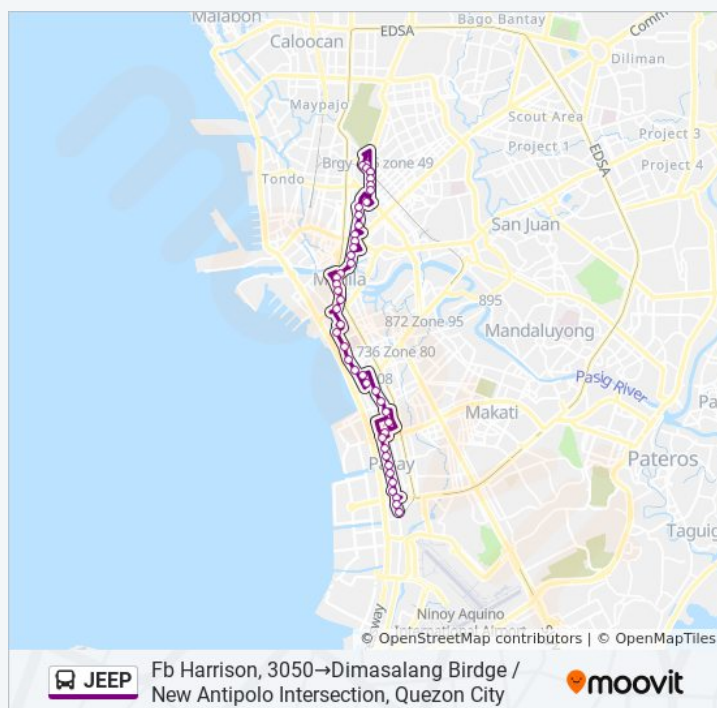 Malabon
Bago Bantay
EDSA
Comm
Caloocan
Diliman
Maypajo
Scout Area
Project 3
Project 1
Brgy
zone 49
EDSA
Project 4
Tondo
San Juan
895
872 Zone 95
Mandaluyong
736 Zone 80
Pasig River
Makati
Pateros
Taguig
Ninoy Aquino
© OpenStreetMap contributors | © OpenMapTiles
JEEP
Fb Harrison, 3050→Dimasalang Birdge /
New Antipolo Intersection, Quezon City
moovit